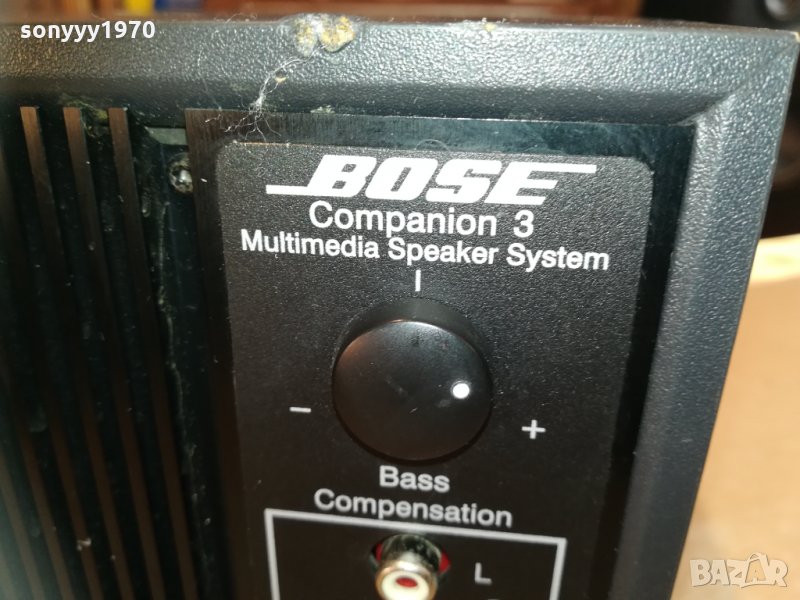 sonyyy1970
BOSE
Companion 3
Multimedia Speaker System
– +
Bass
Compensation
L
BAZAR